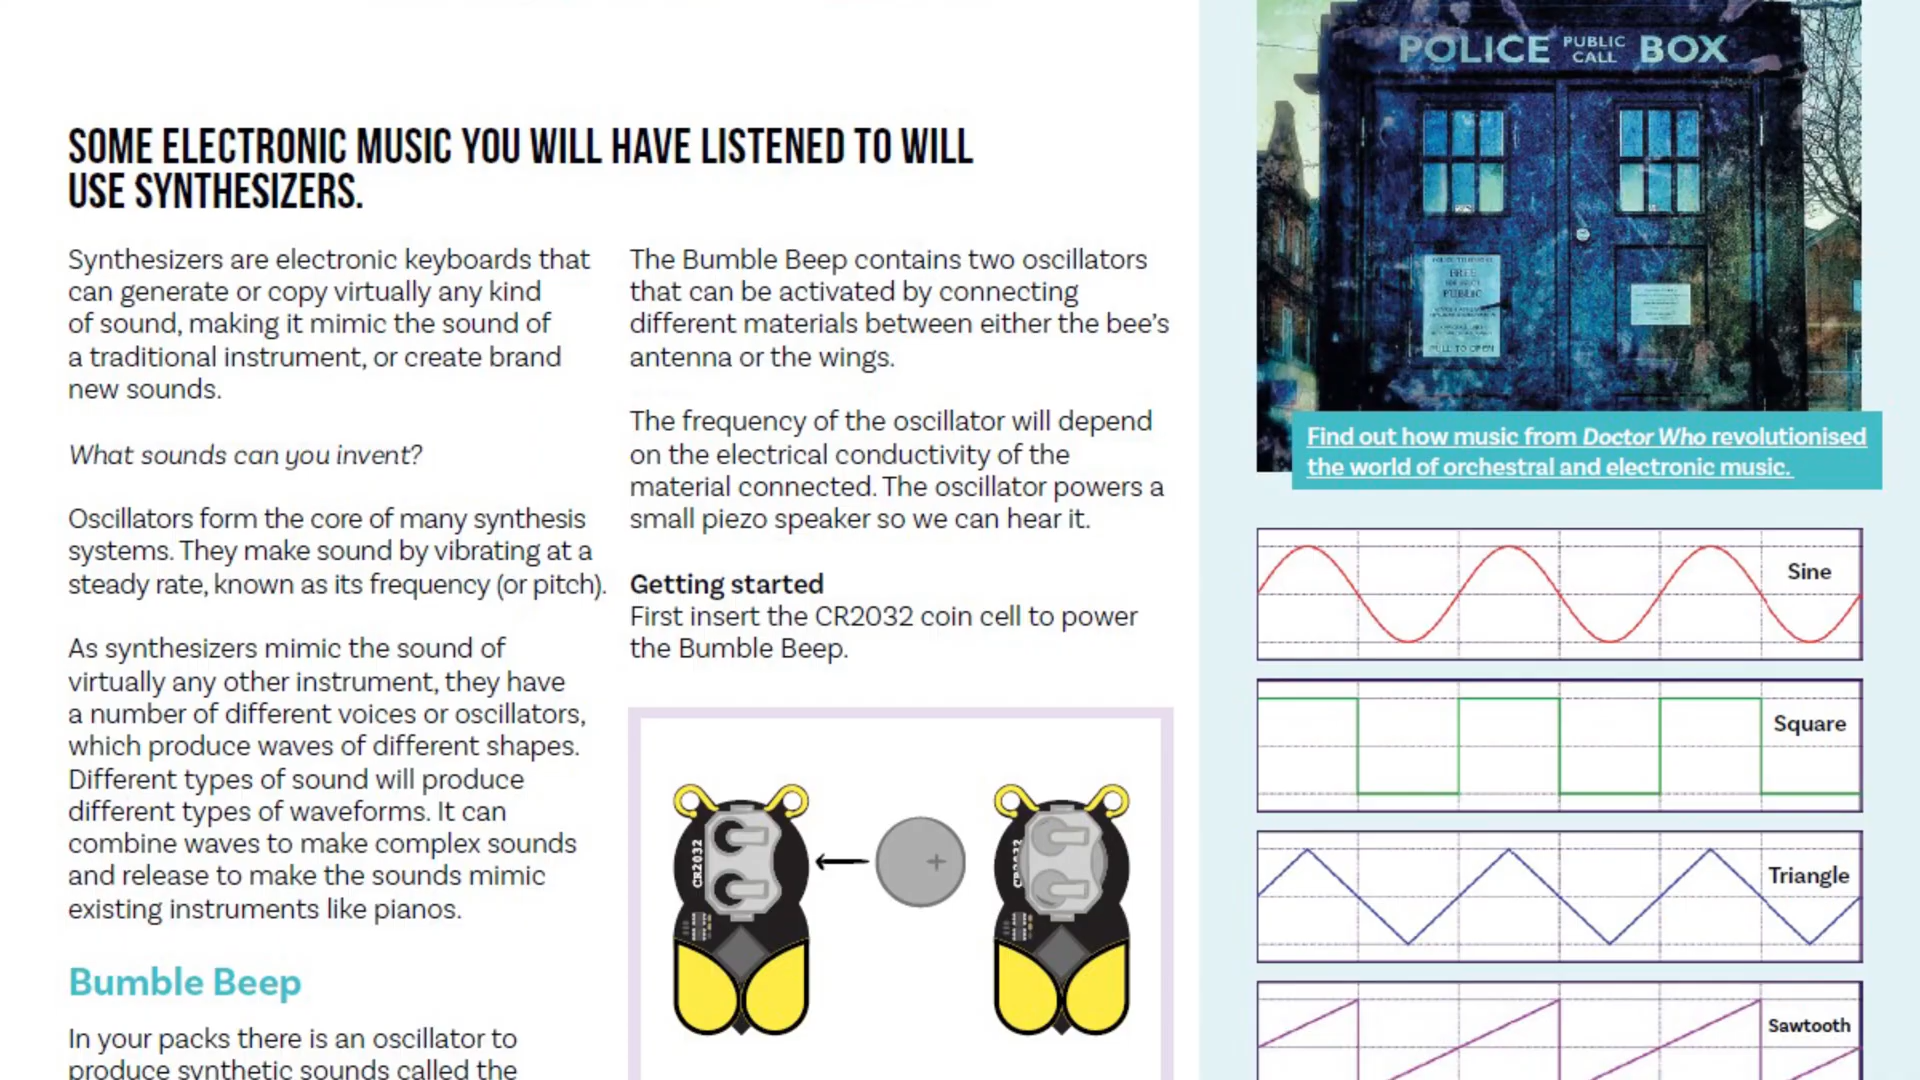 SOME ELECTRONIC MUSIC YOU WILL HAVE LISTENED TO WILL
USE SYNTHESIZERS.
Synthesizers are electronic keyboards that
can generate or copy virtually any kind
of sound, making it mimic the sound of
a traditional instrument, or create brand
new sounds.
What sounds can you invent?
Oscillators form the core of many synthesis
systems. They make sound by vibrating at a
steady rate, known as its frequency (or pitch).
As synthesizers mimic the sound of
virtually any other instrument, they have
a number of different voices or oscillators,
which produce waves of different shapes.
Different types of sound will produce
different types of waveforms. It can
combine waves to make complex sounds
and release to make the sounds mimic
existing instruments like pianos.
Bumble Beep
In your packs there is an oscillator to
produce synthetic sounds called the
The Bumble Beep contains two oscillators
that can be activated by connecting
different materials between either the bee's
antenna or the wings.
The frequency of the oscillator will depend
on the electrical conductivity of the
material connected. The oscillator powers a
small piezo speaker so we can hear it.
Getting started
First insert the CR2032 coin cell to power
the Bumble Beep.
CR2032
+
CR2032
POLICE PUBLIC CALL BOX
FREE
PUBLIC
PULL TO OPEN
Find out how music from Doctor Who revolutionised
the world of orchestral and electronic music.
Sine
Square
Triangle
Sawtooth